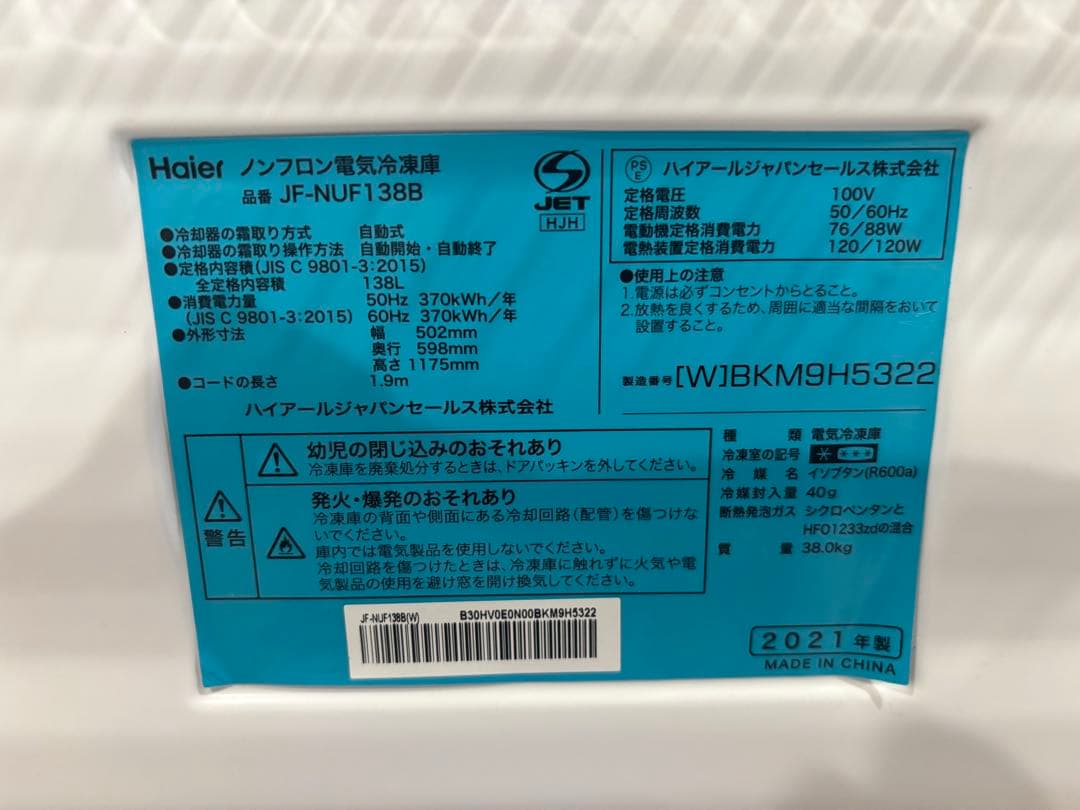 Haier ノンフロン電気冷凍庫
品番 JF-NUF138B
JET
HJH
●冷却器の霜取り方式 自動式
●冷却器の霜取り操作方法 自動開始・自動終了
●定格内容積(JIS C 9801-3:2015)
全定格内容積 138L
●消費電力量 50Hz 370kWh/年
(JIS C 9801-3:2015) 60Hz 370kWh/年
●外形寸法 幅 502mm
奥行 598mm
高さ 1175mm
●コードの長さ 1.9m
ハイアールジャパンセールス株式会社
PS
E
ハイアールジャパンセールス株式会社
定格電圧 100V
定格周波数 50/60Hz
電動機定格消費電力 76/88W
電熱装置定格消費電力 120/120W
●使用上の注意
1.電源は必ずコンセントからとること。
2.放熱を良くするため、周囲に適当な間隔をおいて
設置すること。
製造番号 [W]BKM9H5322
警告
幼児の閉じ込みのおそれあり
冷凍庫を廃棄処分するときは、ドアパッキンを外してください。
発火・爆発のおそれあり
冷凍庫の背面や側面にある冷却回路(配管)を傷つけな
いでください。
庫内では電気製品を使用しないでください。
冷却回路を傷つけたときは、冷凍庫に触れずに火気や電
気製品の使用を避け窓を開け換気してください。
種類 電気冷凍庫
冷凍室の記号 * ***
冷媒名 イソブタン(R600a)
冷媒封入量 40g
断熱発泡ガス シクロペンタンと
HFO1233zdの混合
質量 38.0kg
JF-NUF138B(W) B30HV0E0N00BKM9H5322
2021年製
MADE IN CHINA